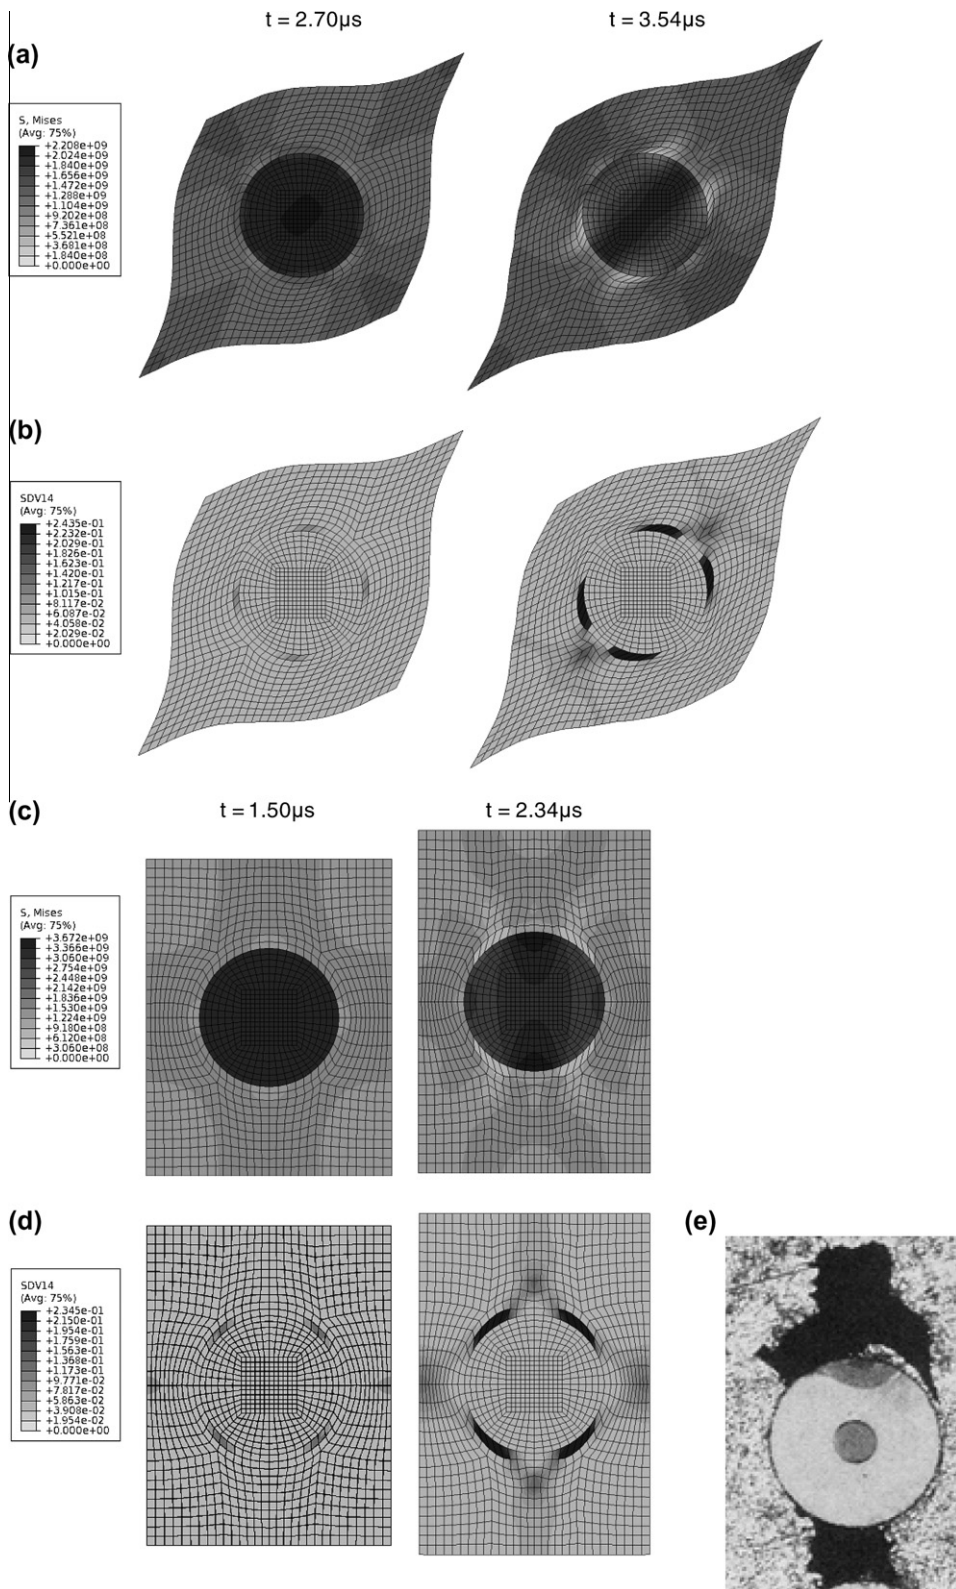 t = 2.70μs
t = 3.54μs
(a)
S, Mises
(Avg: 75%)
+2.208e+09
+2.024e+09
+1.840e+09
+1.656e+09
+1.472e+09
+1.288e+09
+1.104e+09
+9.202e+08
+7.361e+08
+5.521e+08
+3.681e+08
+1.840e+08
+0.000e+00
(b)
SDV14
(Avg: 75%)
+2.435e-01
+2.232e-01
+2.029e-01
+1.826e-01
+1.623e-01
+1.420e-01
+1.217e-01
+1.015e-01
+8.117e-02
+6.087e-02
+4.058e-02
+2.029e-02
+0.000e+00
(c)
t = 1.50μs
t = 2.34μs
S, Mises
(Avg: 75%)
+3.672e+09
+3.366e+09
+3.060e+09
+2.754e+09
+2.448e+09
+2.142e+09
+1.836e+09
+1.530e+09
+1.224e+09
+9.180e+08
+6.120e+08
+3.060e+08
+0.000e+00
(d)
(e)
SDV14
(Avg: 75%)
+2.345e-01
+2.150e-01
+1.954e-01
+1.759e-01
+1.563e-01
+1.368e-01
+1.173e-01
+9.771e-02
+7.817e-02
+5.863e-02
+3.908e-02
+1.954e-02
+0.000e+00